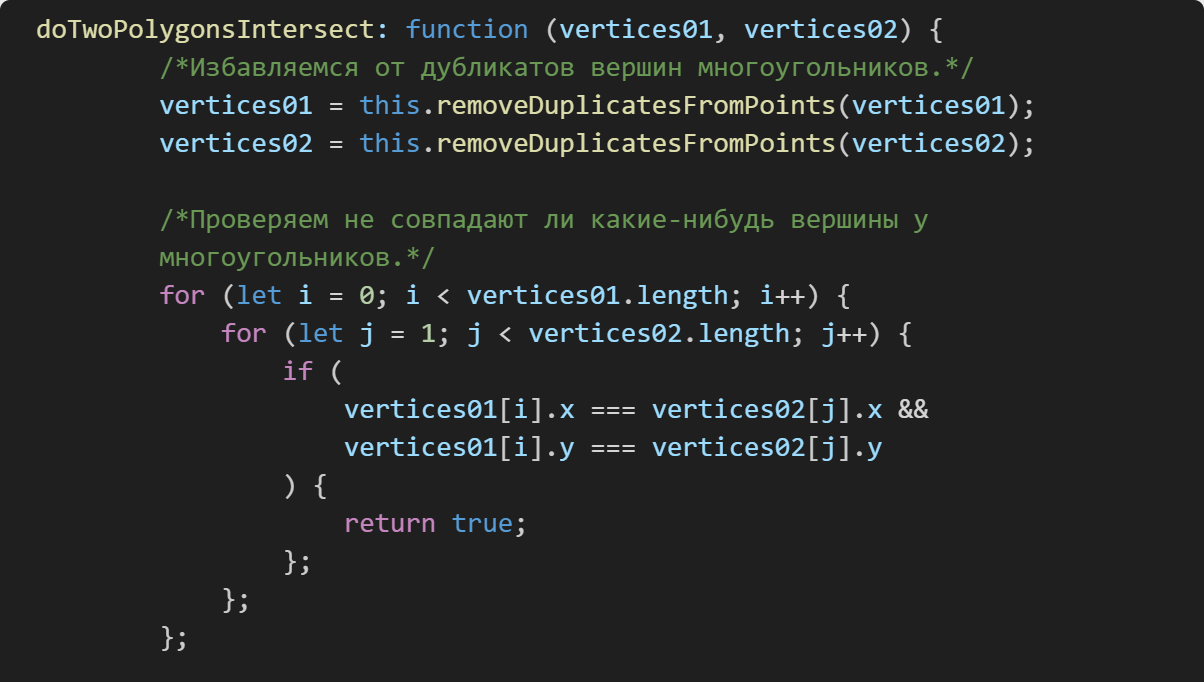 doTwoPolygonsIntersect: function (vertices01, vertices02) {
/*Избавляемся от дубликатов вершин многоугольников.*/
vertices01 = this.removeDuplicatesFromPoints(vertices01);
vertices02 = this.removeDuplicatesFromPoints(vertices02);
/*Проверяем не совпадают ли какие-нибудь вершины у
многоугольников.*/
for (let i = 0; i < vertices01.length; i++) {
for (let j = 1; j < vertices02.length; j++) {
if (
vertices01[i].x === vertices02[j].x &&
vertices01[i].y === vertices02[j].y
) {
return true;
};
};
};